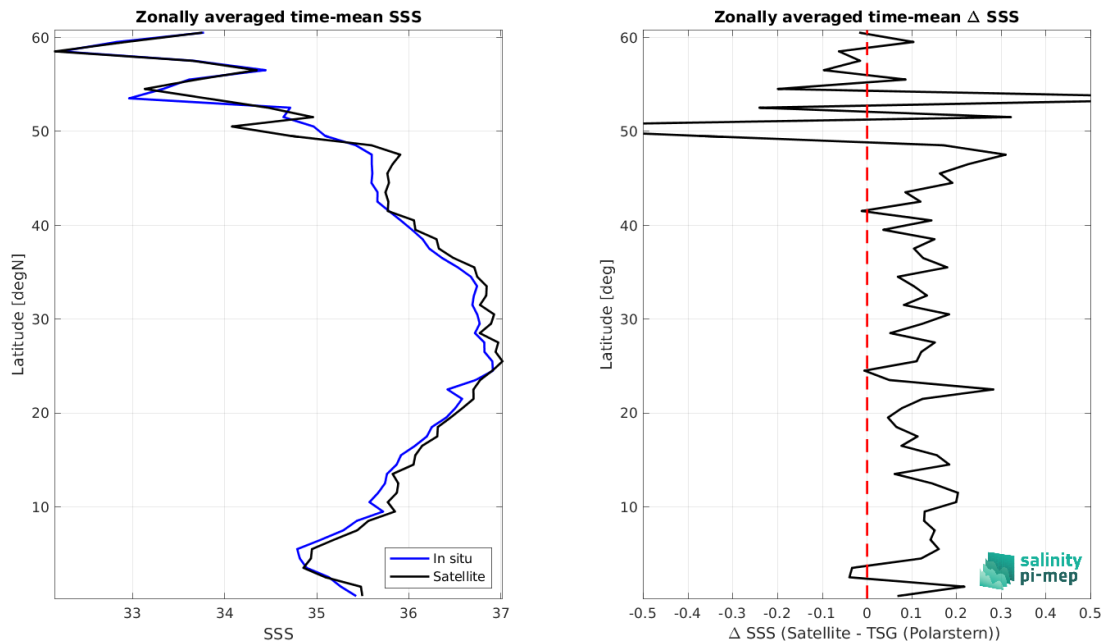 Zonally averaged time-mean SSS
60
50
40
30
20
10
Latitude [degN]
33 34 35 36 37
SSS
In situ
Satellite
Zonally averaged time-mean Δ SSS
60
50
40
30
20
10
Latitude [deg]
-0.5 -0.4 -0.3 -0.2 -0.1 0 0.1 0.2 0.3 0.4 0.5
Δ SSS (Satellite - TSG (Polarstern))
salinity
pi-mep